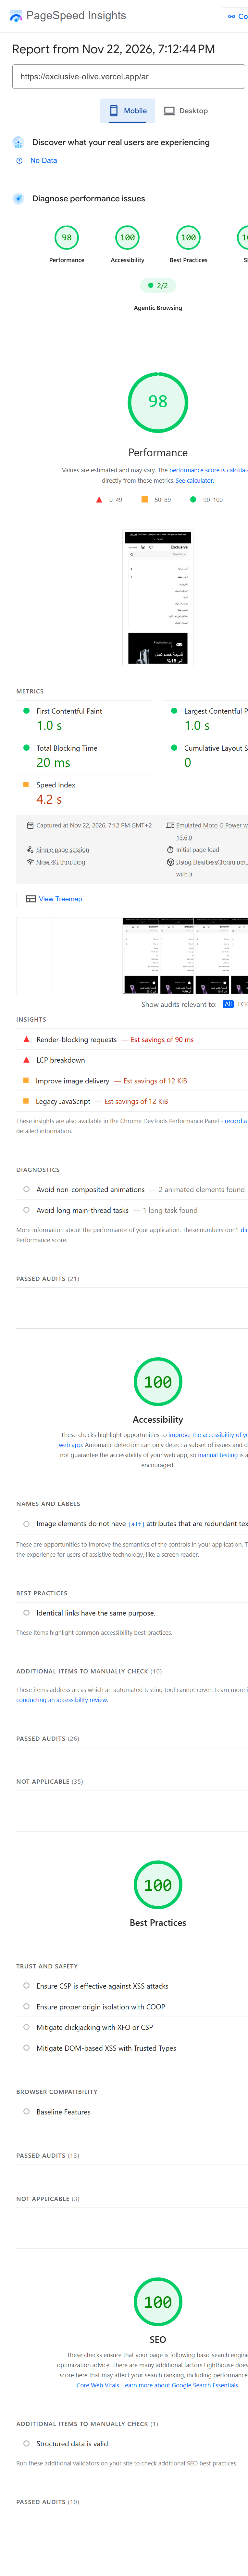 PageSpeed Insights
Co
Report from Nov 22, 2026, 7:12:44 PM
https://exclusive-olive.vercel.app/ar
Mobile
Desktop
Discover what your real users are experiencing
No Data
Diagnose performance issues
98
100
100
10
Performance
Accessibility
Best Practices
S
2/2
Agentic Browsing
98
Performance
Values are estimated and may vary. The performance score is calculat
directly from these metrics. See calculator.
0–49
50–89
90–100
Exclusive
METRICS
First Contentful Paint
1.0 s
Largest Contentful P
1.0 s
Total Blocking Time
20 ms
Cumulative Layout S
0
Speed Index
4.2 s
Captured at Nov 22, 2026, 7:12 PM GMT+2
Emulated Moto G Power w
13.6.0
Single page session
Initial page load
Slow 4G throttling
Using HeadlessChromium
with lr
View Treemap
Show audits relevant to:
All
FCP
INSIGHTS
Render-blocking requests — Est savings of 90 ms
LCP breakdown
Improve image delivery — Est savings of 12 KiB
Legacy JavaScript — Est savings of 12 KiB
These insights are also available in the Chrome DevTools Performance Panel - record a
detailed information.
DIAGNOSTICS
Avoid non-composited animations — 2 animated elements found
Avoid long main-thread tasks — 1 long task found
More information about the performance of your application. These numbers don't dir
Performance score.
PASSED AUDITS (21)
100
Accessibility
These checks highlight opportunities to improve the accessibility of yo
web app. Automatic detection can only detect a subset of issues and d
not guarantee the accessibility of your web app, so manual testing is a
encouraged.
NAMES AND LABELS
Image elements do not have [alt] attributes that are redundant tex
These are opportunities to improve the semantics of the controls in your application. T
the experience for users of assistive technology, like a screen reader.
BEST PRACTICES
Identical links have the same purpose.
These items highlight common accessibility best practices.
ADDITIONAL ITEMS TO MANUALLY CHECK (10)
These items address areas which an automated testing tool cannot cover. Learn more i
conducting an accessibility review.
PASSED AUDITS (26)
NOT APPLICABLE (35)
100
Best Practices
TRUST AND SAFETY
Ensure CSP is effective against XSS attacks
Ensure proper origin isolation with COOP
Mitigate clickjacking with XFO or CSP
Mitigate DOM-based XSS with Trusted Types
BROWSER COMPATIBILITY
Baseline Features
PASSED AUDITS (13)
NOT APPLICABLE (3)
100
SEO
These checks ensure that your page is following basic search engine
optimization advice. There are many additional factors Lighthouse does
score here that may affect your search ranking, including performance
Core Web Vitals. Learn more about Google Search Essentials.
ADDITIONAL ITEMS TO MANUALLY CHECK (1)
Structured data is valid
Run these additional validators on your site to check additional SEO best practices.
PASSED AUDITS (10)